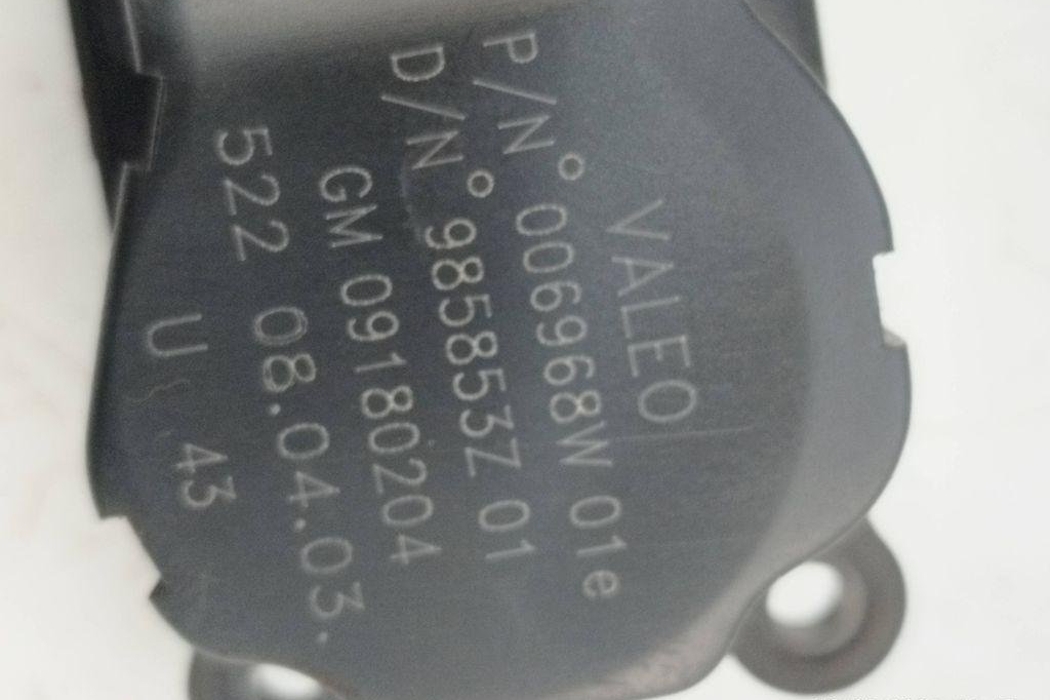 VALEO
P/N° 006968W 01e
D/N° 985853Z 01
GM 09180204
522 08.04.03.
U 43